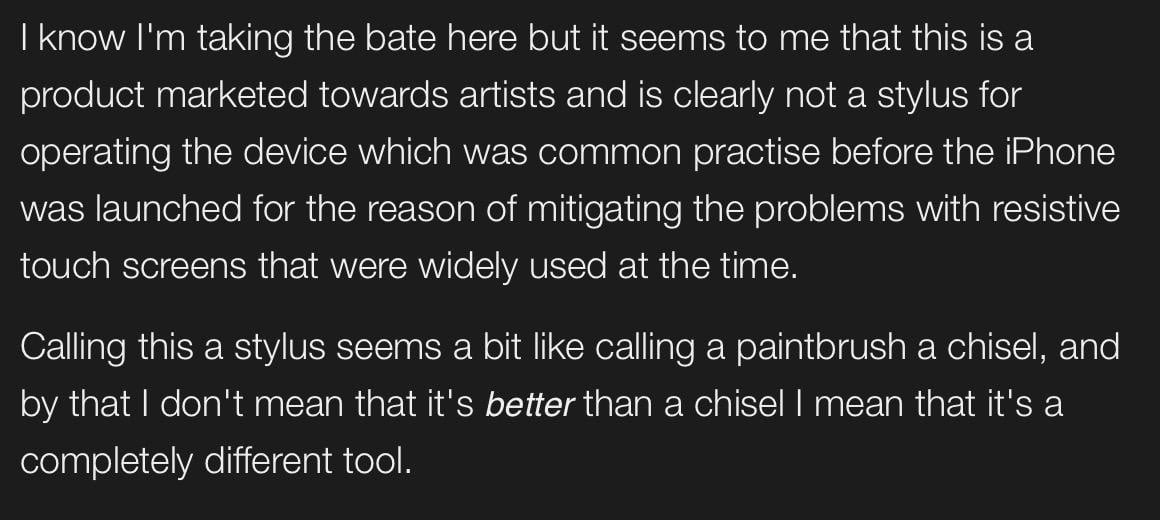 I know I'm taking the bate here but it seems to me that this is a
product marketed towards artists and is clearly not a stylus for
operating the device which was common practise before the iPhone
was launched for the reason of mitigating the problems with resistive
touch screens that were widely used at the time.
Calling this a stylus seems a bit like calling a paintbrush a chisel, and
by that I don't mean that it's better than a chisel I mean that it's a
completely different tool.